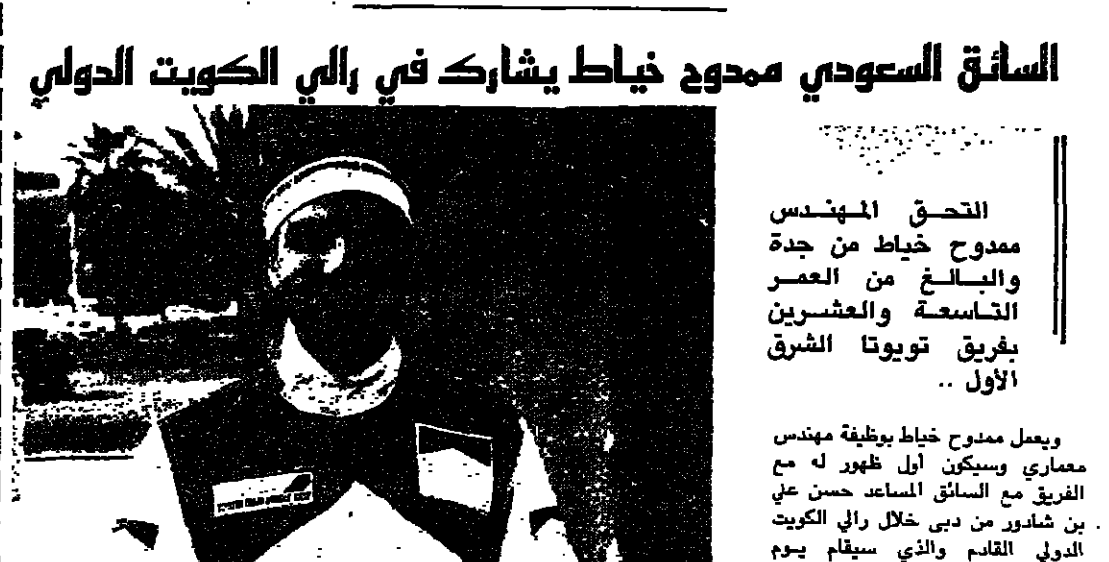 السائق السعودي ممدوح خياط يشارك في رالي الكويت الدولي
التحق المهندس
ممدوح خياط من جدة
والبالغ من العمر
التاسعة والعشرين
بفريق تويوتا الشرق
الأول ..
ويعمل ممدوح خياط بوظيفة مهندس
معماري وسيكون أول ظهور له مع
الفريق مع السائق المساعد حسن علي
بن شادور من دبى خلال رالي الكويت
الدولي القادم والذي سيقام يوم